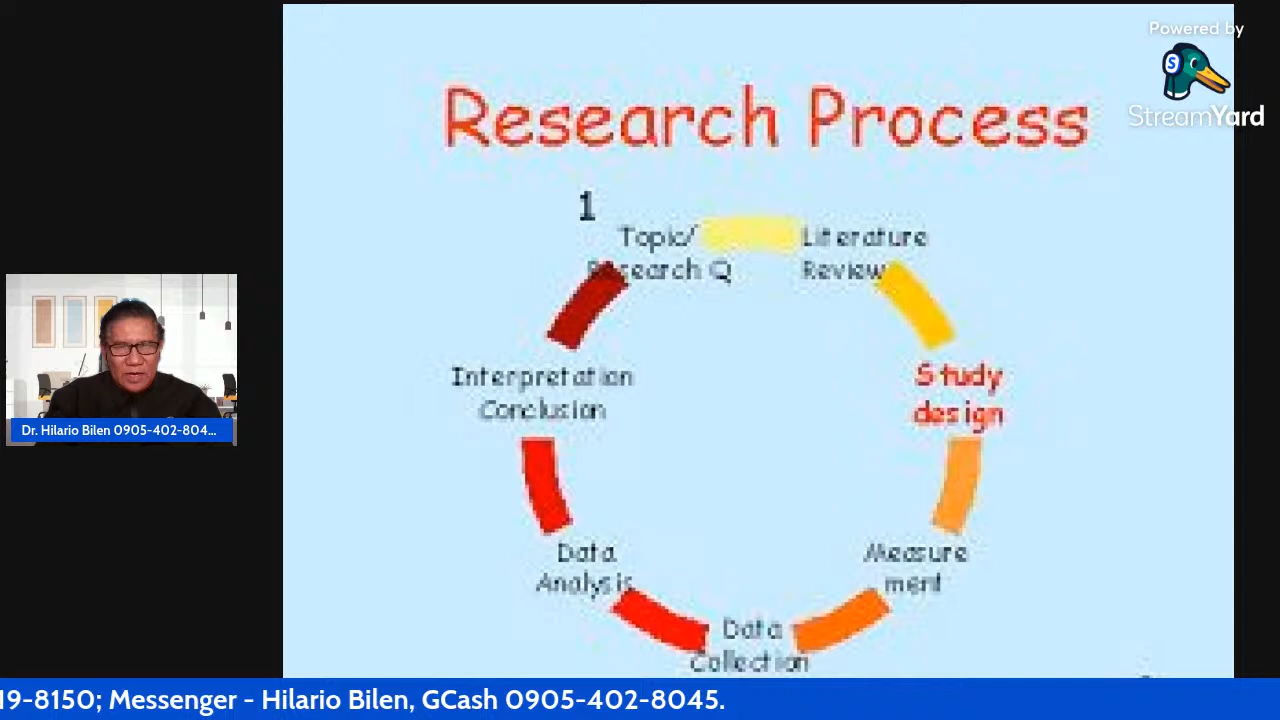 Powered by
StreamYard
Research Process
1
Topic/
Research Q
Literature
Review
Study
design
Measure
ment
Data
Collection
Data
Analysis
Interpretation
Conclusion
Dr. Hilario Bilen 0905-402-804...
19-8150; Messenger - Hilario Bilen, GCash 0905-402-8045.